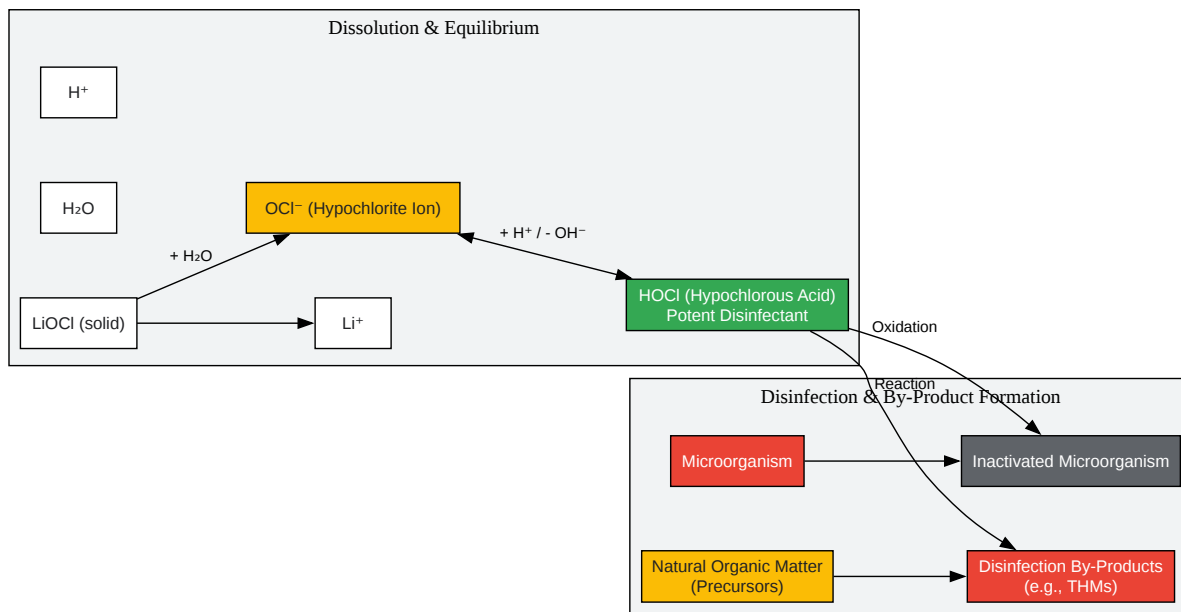 Dissolution & Equilibrium
H⁺
H₂O
OCl⁻ (Hypochlorite Ion)
+ H⁺ / - OH⁻
+ H₂O
HOCl (Hypochlorous Acid)
Potent Disinfectant
LiOCl (solid)
Li⁺
Oxidation
Reaction
Disinfection & By-Product Formation
Microorganism
Inactivated Microorganism
Natural Organic Matter
(Precursors)
Disinfection By-Products
(e.g., THMs)